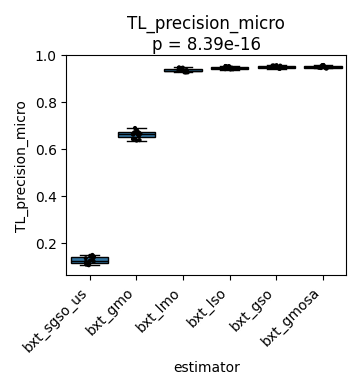 TL_precision_micro
p = 8.39e-16
1.0
0.8
0.6
0.4
0.2
TL_precision_micro
bxt_sgso_us
bxt_gmo
bxt_lmo
bxt_lso
bxt_gso
bxt_gmosa
estimator